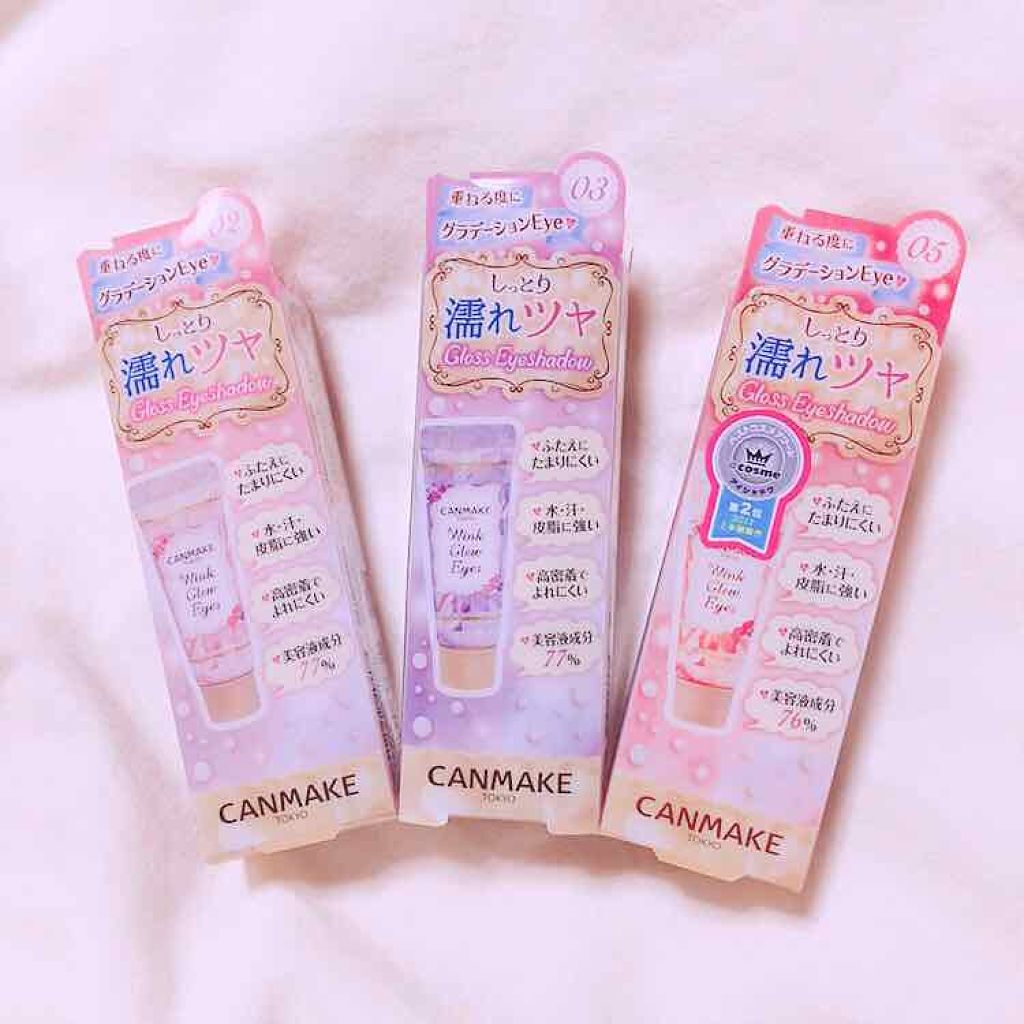 02
重ねる度に
グラデーションEye
しっとり
濡れツヤ
Gloss Eyeshadow
ふたえに
たまりにくい
水・汗・
皮脂に強い
高密着で
よれにくい
美容液成分
77%
CANMAKE
Wink
Glow
Eyes
CANMAKE
TOKYO
03
重ねる度に
グラデーションEye
しっとり
濡れツヤ
Gloss Eyeshadow
ふたえに
たまりにくい
水・汗・
皮脂に強い
高密着で
よれにくい
美容液成分
77%
CANMAKE
Wink
Glow
Eyes
CANMAKE
TOKYO
05
重ねる度に
グラデーションEye
しっとり
濡れツヤ
Gloss Eyeshadow
@cosme
アイシャドウ
第2位
2017
ふたえに
たまりにくい
水・汗・
皮脂に強い
高密着で
よれにくい
美容液成分
76%
Wink
Glow
Eyes
CANMAKE
TOKYO